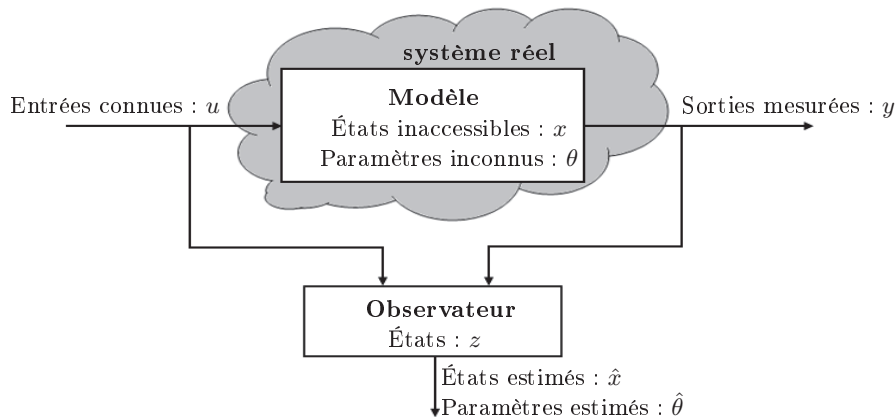 système réel
Entrées connues : u
Modèle
États inaccessibles : x
Paramètres inconnus : θ
Sorties mesurées : y
Observateur
États : z
États estimés : x̂
Paramètres estimés : θ̂